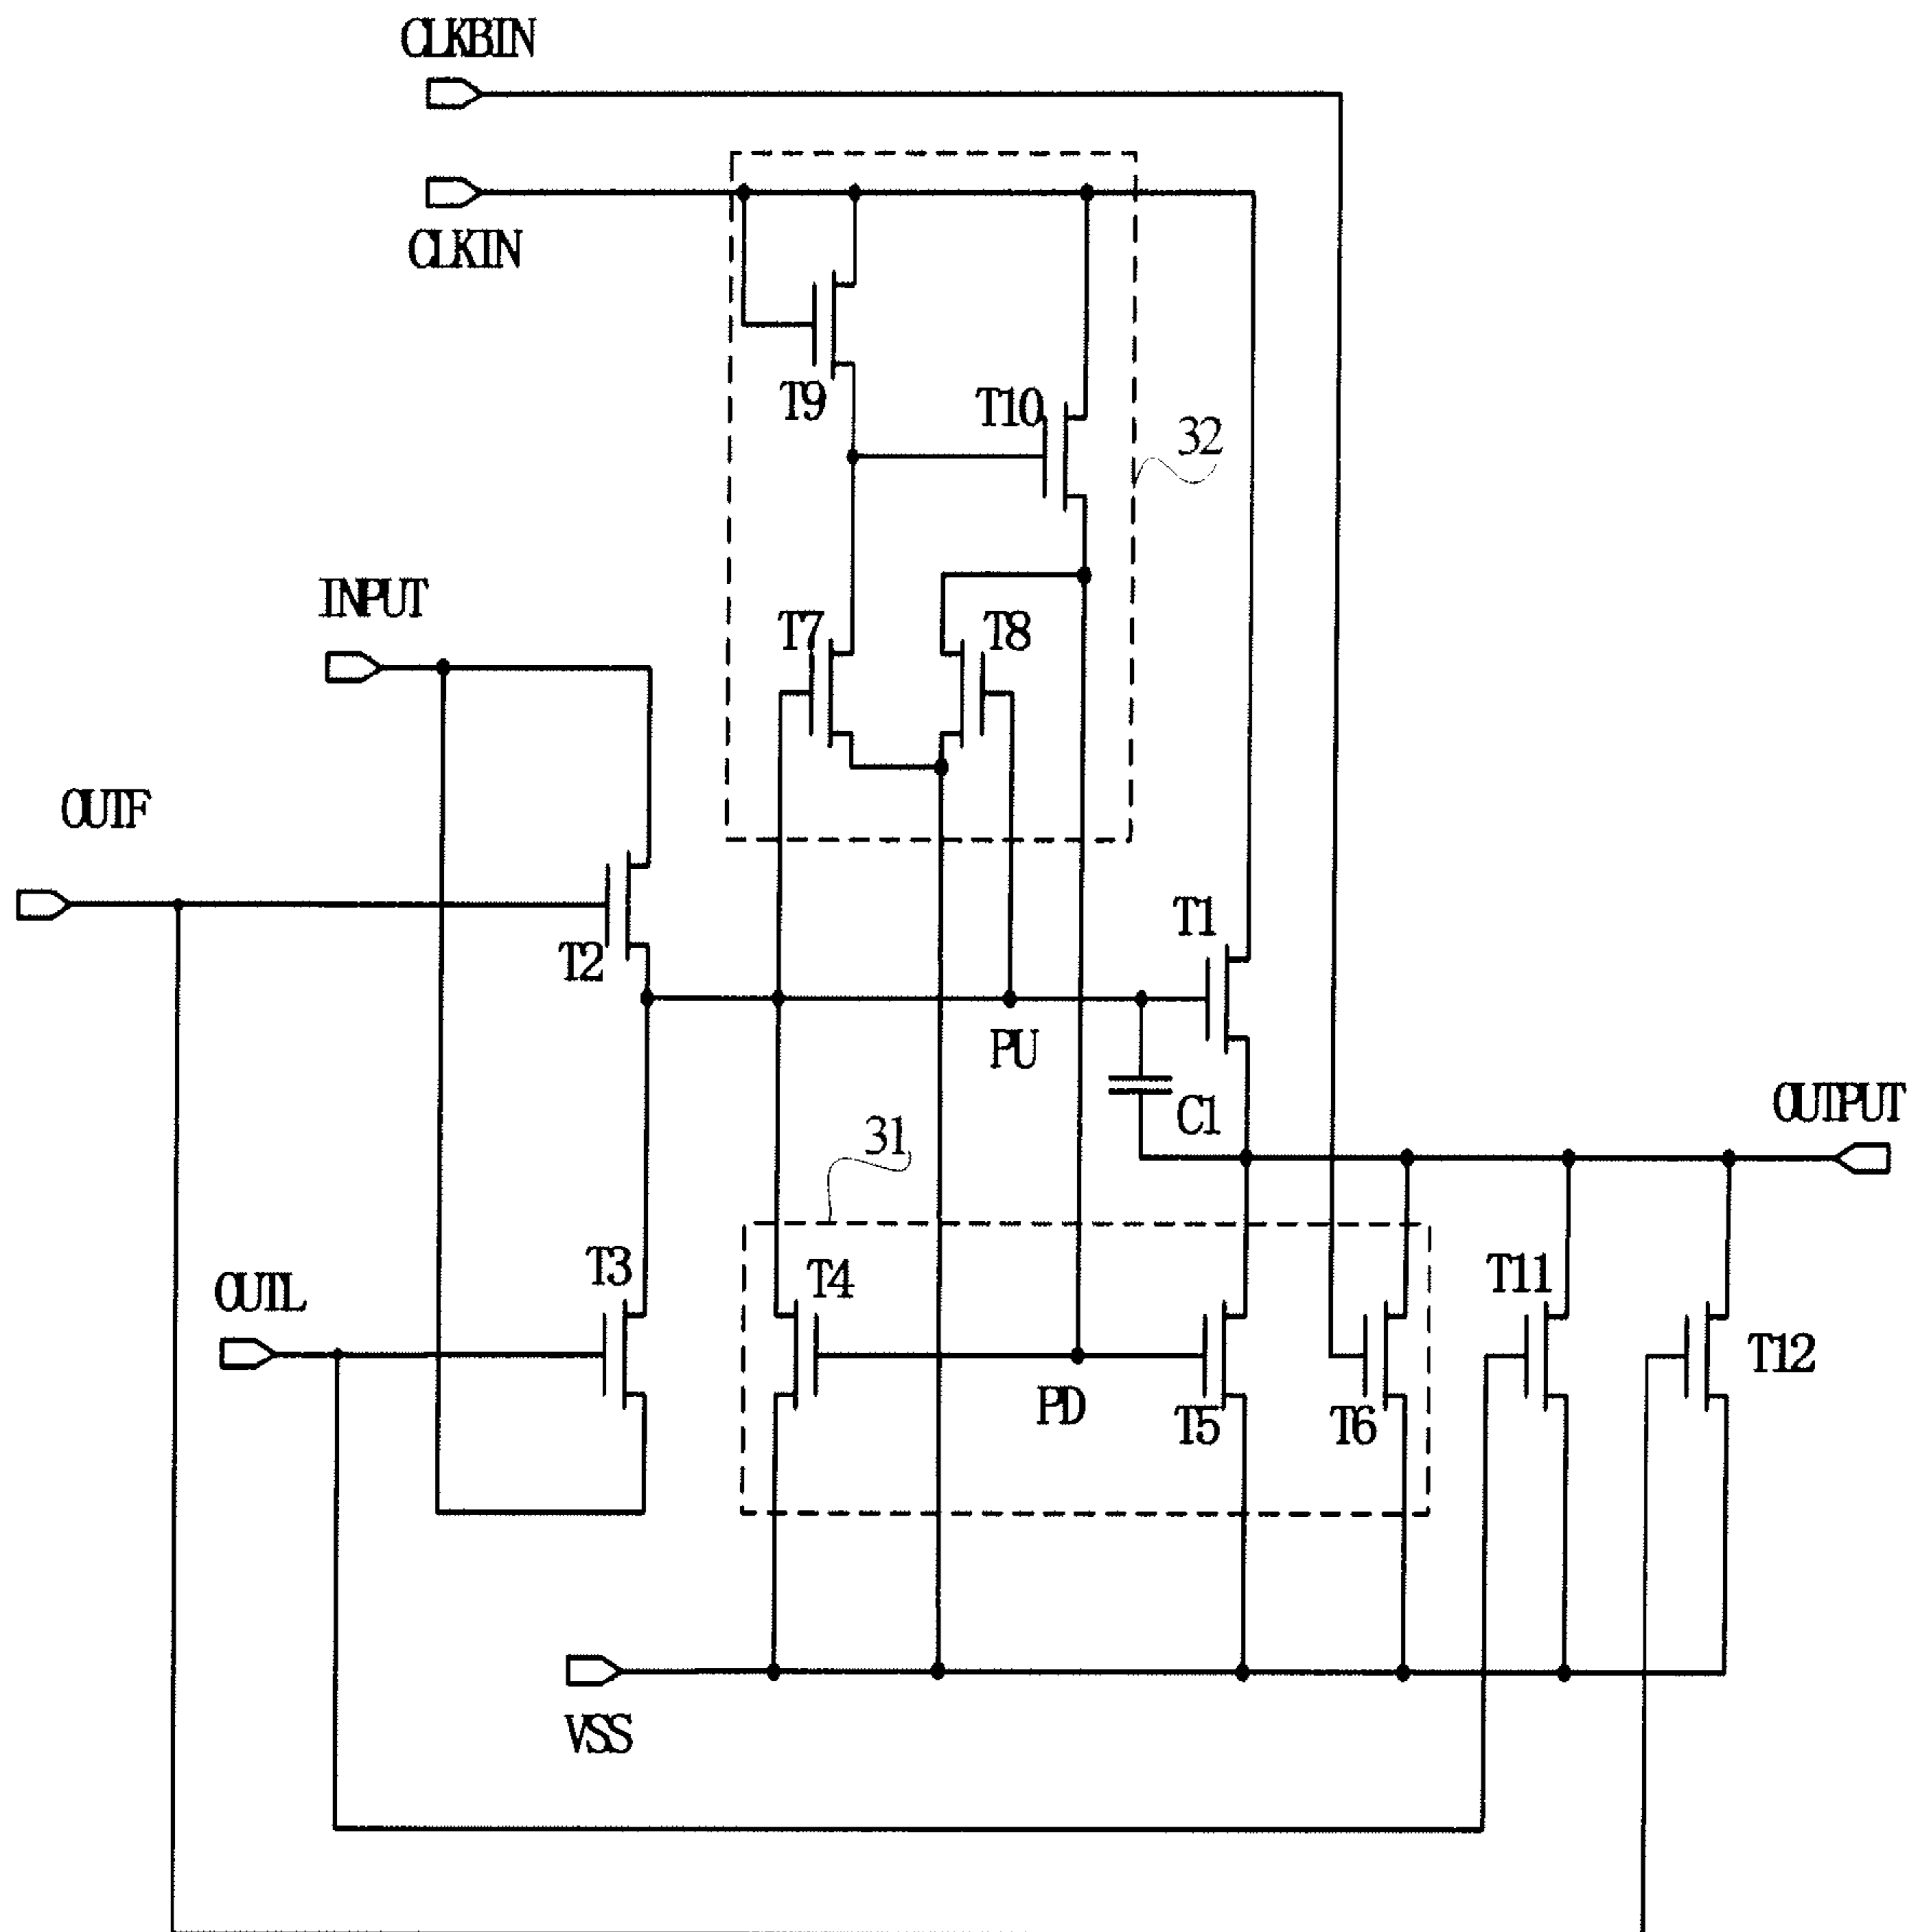 CLKBIN
CLKIN
T9
T10
32
INPUT
T7
T8
OUTF
T2
T1
PU
C1
OUTPUT
31
T3
T4
OUTL
T11
T12
PD
T5
T6
VSS